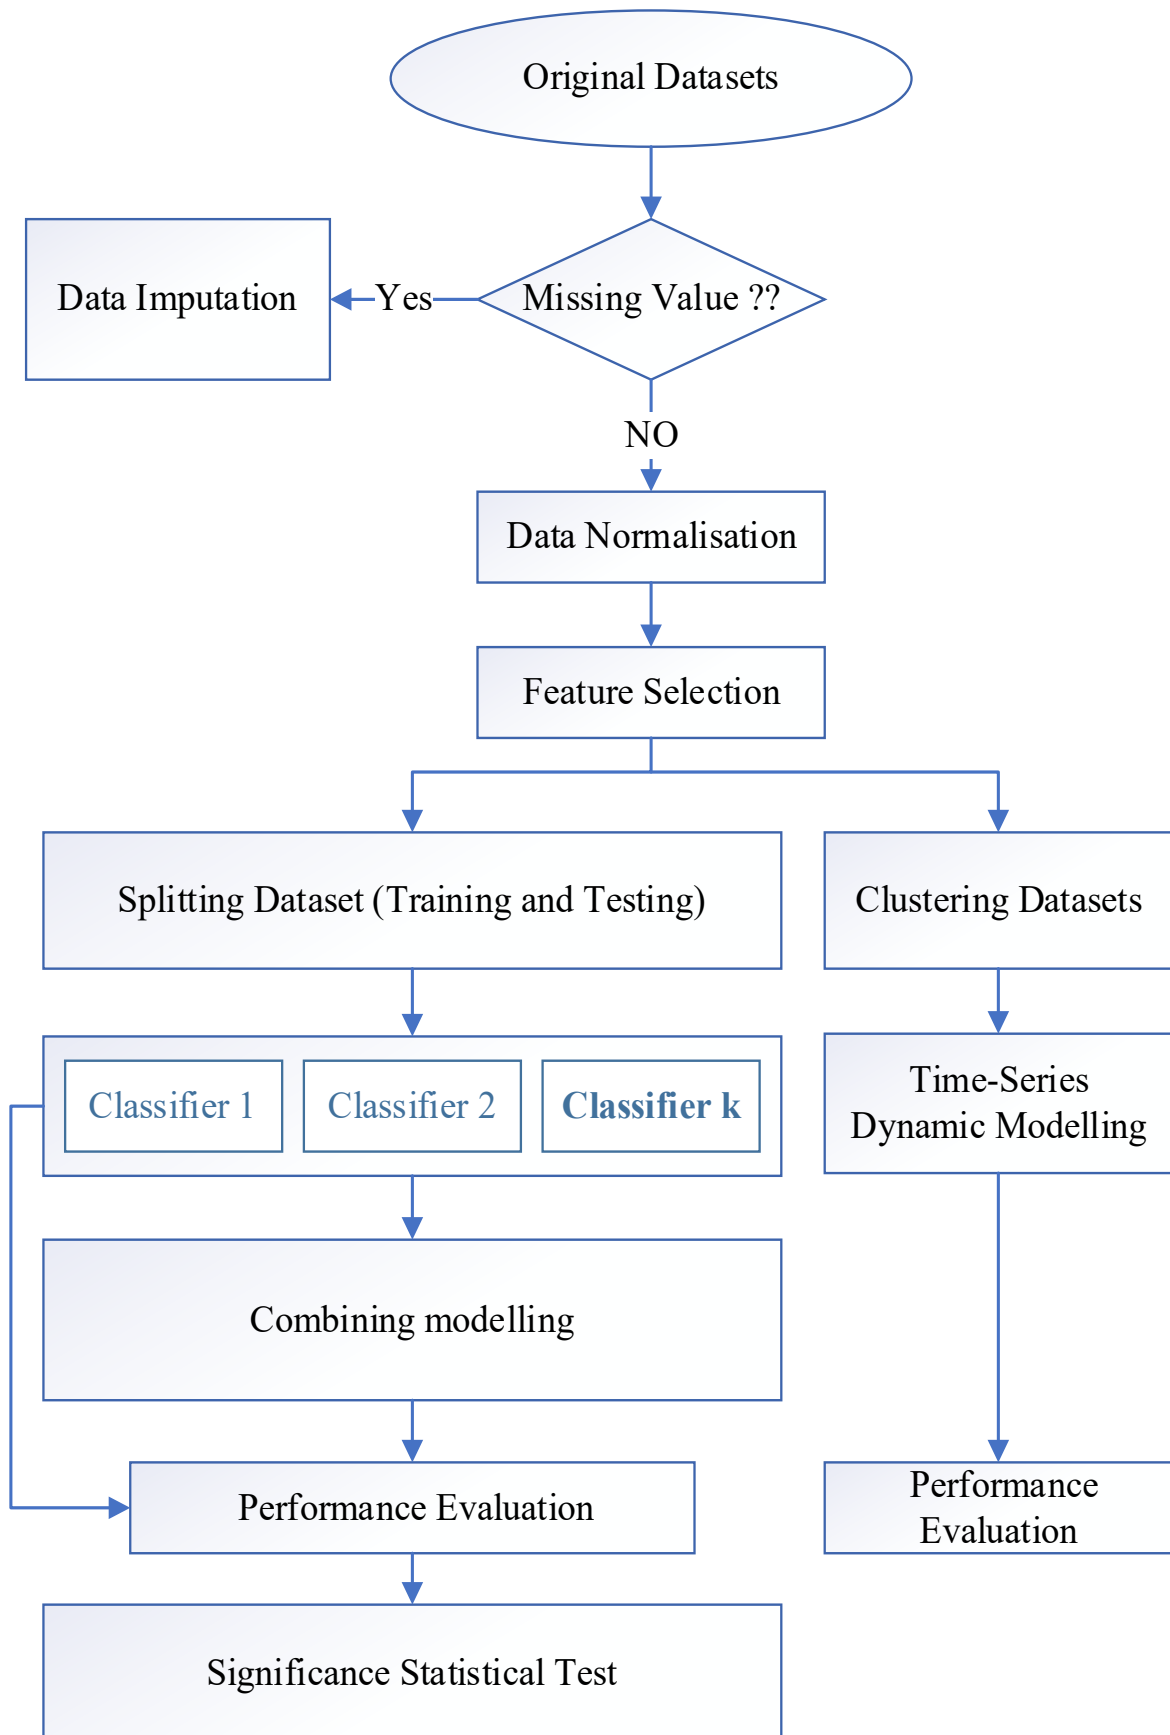 Original Datasets
Missing Value ??
Yes
Data Imputation
NO
Data Normalisation
Feature Selection
Splitting Dataset (Training and Testing)
Clustering Datasets
Classifier 1
Classifier 2
Classifier k
Time-Series
Dynamic Modelling
Combining modelling
Performance Evaluation
Performance
Evaluation
Significance Statistical Test